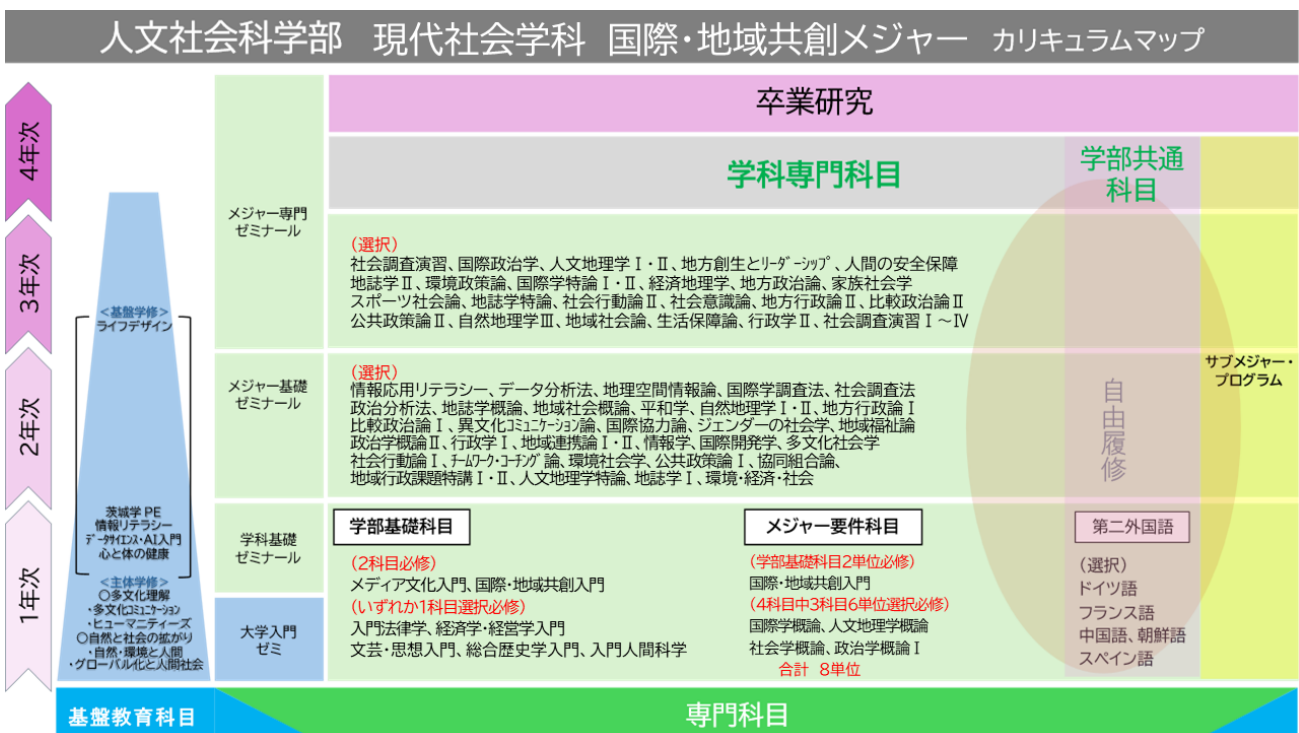 人文社会科学部 現代社会学科 国際・地域共創メジャー カリキュラムマップ
4年次
3年次
2年次
1年次
<基盤学修>
ライフデザイン
茨城学 PE
情報リテラシー
データサイエンス・AI入門
心と体の健康
<主体学修>
〇多文化理解
・多文化コミュニケーション
・ヒューマニティーズ
〇自然と社会の拡がり
・自然・環境と人間
・グローバル化と人間社会
基盤教育科目
メジャー専門
ゼミナール
メジャー基礎
ゼミナール
学科基礎
ゼミナール
大学入門
ゼミ
卒業研究
学科専門科目
学部共通
科目
(選択)
社会調査演習、国際政治学、人文地理学Ⅰ・Ⅱ、地方創生とリーダーシップ、人間の安全保障
地誌学Ⅱ、環境政策論、国際学特論Ⅰ・Ⅱ、経済地理学、地方政治論、家族社会学
スポーツ社会論、地誌学特論、社会行動論Ⅱ、社会意識論、地方行政論Ⅱ、比較政治論Ⅱ
公共政策論Ⅱ、自然地理学Ⅲ、地域社会論、生活保障論、行政学Ⅱ、社会調査演習Ⅰ～Ⅳ
(選択)
情報応用リテラシー、データ分析法、地理空間情報論、国際学調査法、社会調査法
政治分析法、地誌学概論、地域社会概論、平和学、自然地理学Ⅰ・Ⅱ、地方行政論Ⅰ
比較政治論Ⅰ、異文化コミュニケーション論、国際協力論、ジェンダーの社会学、地域福祉論
政治学概論Ⅱ、行政学Ⅰ、地域連携論Ⅰ・Ⅱ、情報学、国際開発学、多文化社会学
社会行動論Ⅰ、チームワーク・コーチング論、環境社会学、公共政策論Ⅰ、協同組合論、
地域行政課題特講Ⅰ・Ⅱ、人文地理学特論、地誌学Ⅰ、環境・経済・社会
学部基礎科目
(2科目必修)
メディア文化入門、国際・地域共創入門
(いずれか1科目選択必修)
入門法律学、経済学・経営学入門
文芸・思想入門、総合歴史学入門、入門人間科学
メジャー要件科目
(学部基礎科目2単位必修)
国際・地域共創入門
(4科目中3科目6単位選択必修)
国際学概論、人文地理学概論
社会学概論、政治学概論Ⅰ
合計 8単位
自由履修
第二外国語
(選択)
ドイツ語
フランス語
中国語、朝鮮語
スペイン語
サブメジャー・
プログラム
専門科目